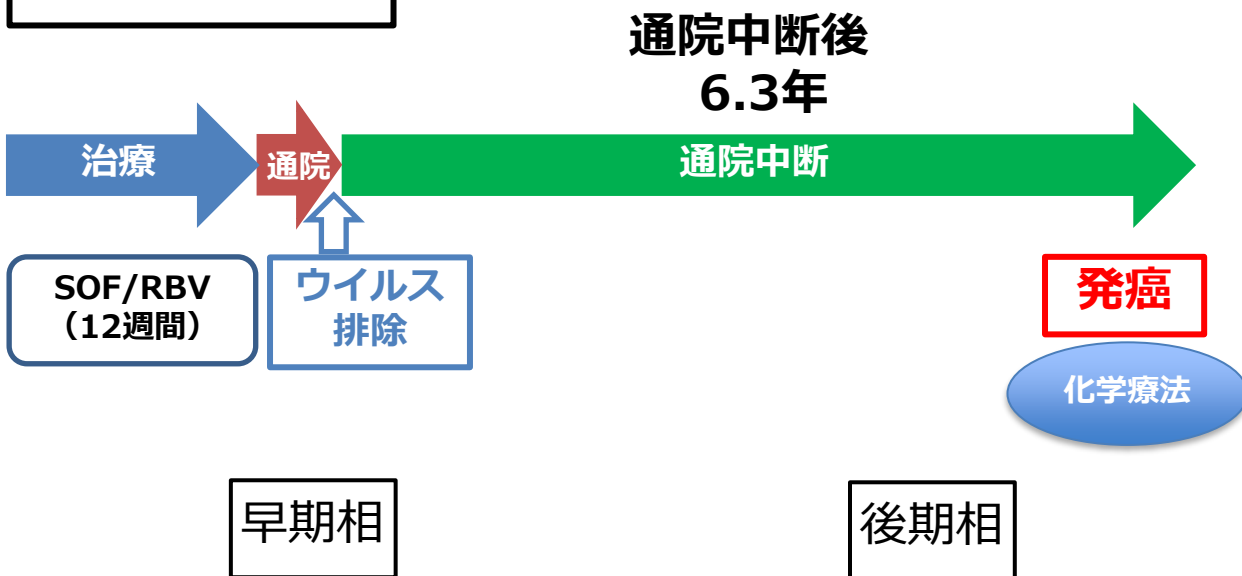 通院中断後
6.3年
治療
通院
通院中断
SOF/RBV
（12週間）
ウイルス
排除
発癌
化学療法
早期相
後期相